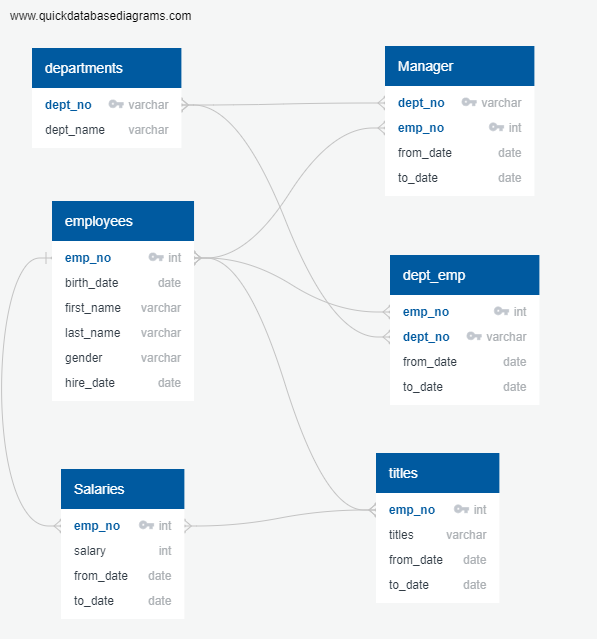 www.quickdatabasediagrams.com
departments
dept_no varchar
dept_name varchar
Manager
dept_no varchar
emp_no int
from_date date
to_date date
employees
emp_no int
birth_date date
first_name varchar
last_name varchar
gender varchar
hire_date date
dept_emp
emp_no int
dept_no varchar
from_date date
to_date date
Salaries
emp_no int
salary int
from_date date
to_date date
titles
emp_no int
titles varchar
from_date date
to_date date